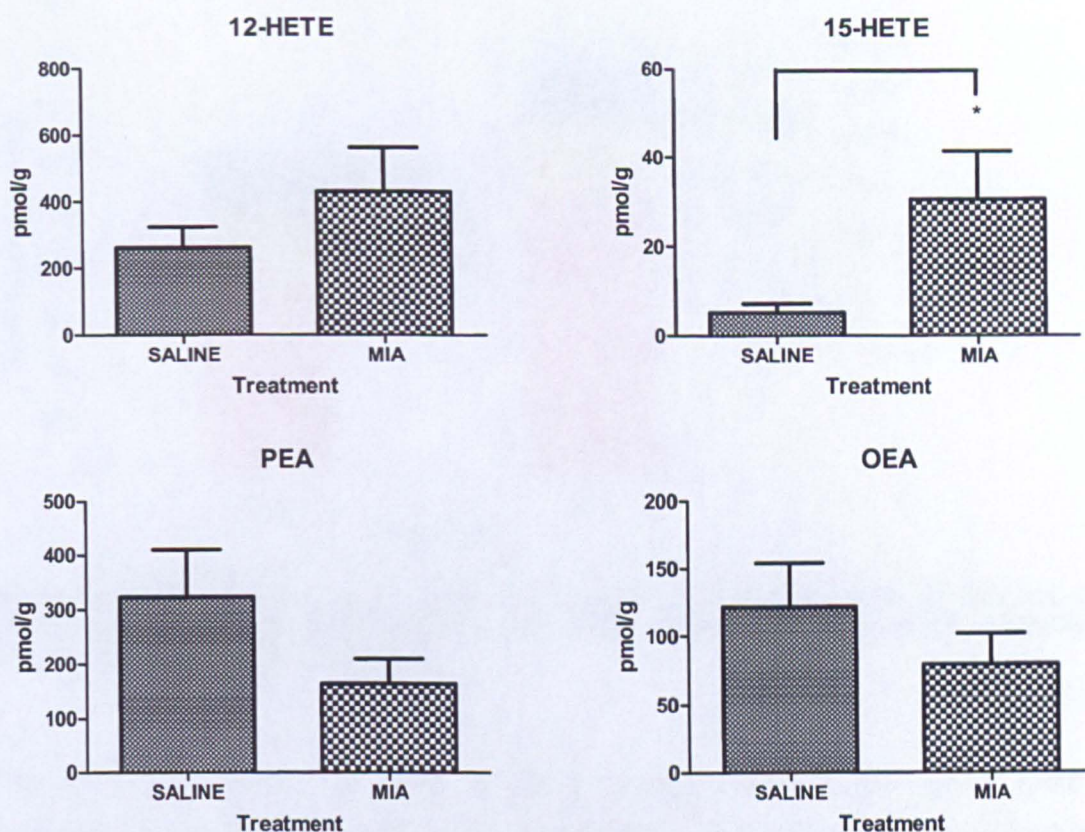 12-HETE
800
600
400
200
0
pmol/g
SALINE MIA
Treatment
15-HETE
60
40
20
0
pmol/g
*
SALINE MIA
Treatment
PEA
500
400
300
200
100
0
pmol/g
SALINE MIA
Treatment
OEA
200
150
100
50
0
pmol/g
SALINE MIA
Treatment